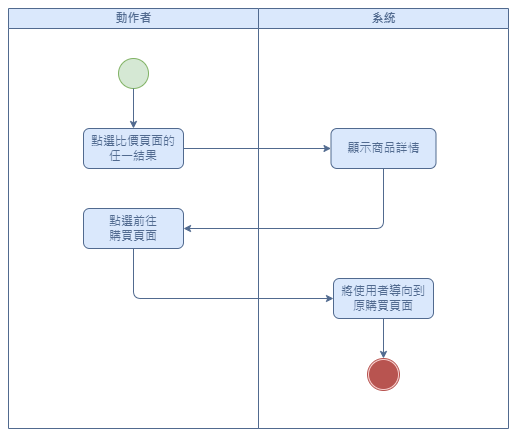 動作者
系統
點選比價頁面的
任一結果
顯示商品詳情
點選前往
購買頁面
將使用者導向到
原購買頁面